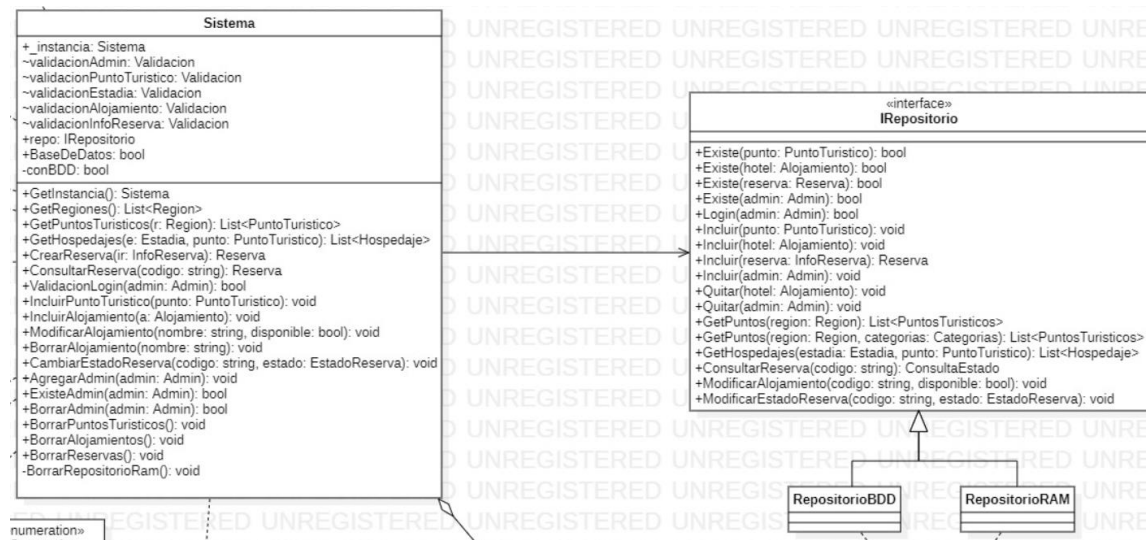 Sistema
+_instancia: Sistema
~validacionAdmin: Validacion
~validacionPuntoTuristico: Validacion
~validacionEstadia: Validacion
~validacionAlojamiento: Validacion
~validacionInfoReserva: Validacion
+repo: IRepositorio
+BaseDeDatos: bool
-conBDD: bool
+GetInstancia(): Sistema
+GetRegiones(): List<Region>
+GetPuntosTuristicos(r: Region): List<PuntoTuristico>
+GetHospedajes(e: Estadia, punto: PuntoTuristico): List<Hospedaje>
+CrearReserva(ir: InfoReserva): Reserva
+ConsultarReserva(codigo: string): Reserva
+ValidacionLogin(admin: Admin): bool
+IncluirPuntoTuristico(punto: PuntoTuristico): void
+IncluirAlojamiento(a: Alojamiento): void
+ModificarAlojamiento(nombre: string, disponible: bool): void
+BorrarAlojamiento(nombre: string): void
+CambiarEstadoReserva(codigo: string, estado: EstadoReserva): void
+AgregarAdmin(admin: Admin): void
+ExisteAdmin(admin: Admin): bool
+BorrarAdmin(admin: Admin): bool
+BorrarPuntosTuristicos(): void
+BorrarAlojamientos(): void
+BorrarReservas(): void
-BorrarRepositorioRam(): void
numeration»
«interface»
IRepositorio
+Existe(punto: PuntoTuristico): bool
+Existe(hotel: Alojamiento): bool
+Existe(reserva: Reserva): bool
+Existe(admin: Admin): bool
+Login(admin: Admin): bool
+Incluir(punto: PuntoTuristico): void
+Incluir(hotel: Alojamiento): void
+Incluir(reserva: InfoReserva): Reserva
+Incluir(admin: Admin): void
+Quitar(hotel: Alojamiento): void
+Quitar(admin: Admin): void
+GetPuntos(region: Region): List<PuntosTuristicos>
+GetPuntos(region: Region, categorias: Categorias): List<PuntosTuristicos>
+GetHospedajes(estadia: Estadia, punto: PuntoTuristico): List<Hospedaje>
+ConsultarReserva(codigo: string): ConsultaEstado
+ModificarAlojamiento(codigo: string, disponible: bool): void
+ModificarEstadoReserva(codigo: string, estado: EstadoReserva): void
RepositorioBDD
RepositorioRAM
UNREGISTERED UNREGISTERED UNREGISTERED